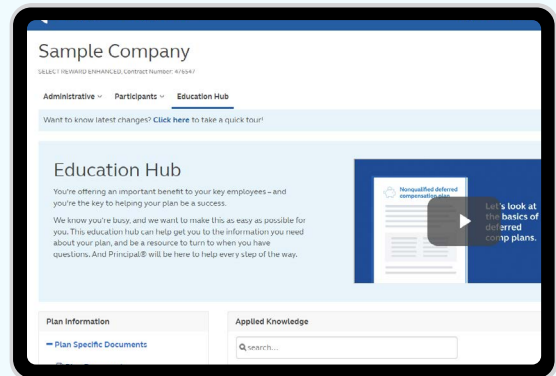 Sample Company
SELECT REWARD ENHANCED, Contract Number: 476547
Administrative Participants Education Hub
Want to know latest changes? Click here to take a quick tour!
Education Hub
You're offering an important benefit to your
key employees – and
you're the key to helping your plan be a success.
We know you're busy, and we want to make this as easy as possible for
you. This education hub can help get you to the information you need
about your plan, and be a resource to turn to when you have
questions. And Principal® will be here to help every step of the way.
Nonqualified deferred
compensation plan
Let's look at
the basics of
deferred
comp plans.
Plan Information
Applied Knowledge
Plan Specific Documents
search...